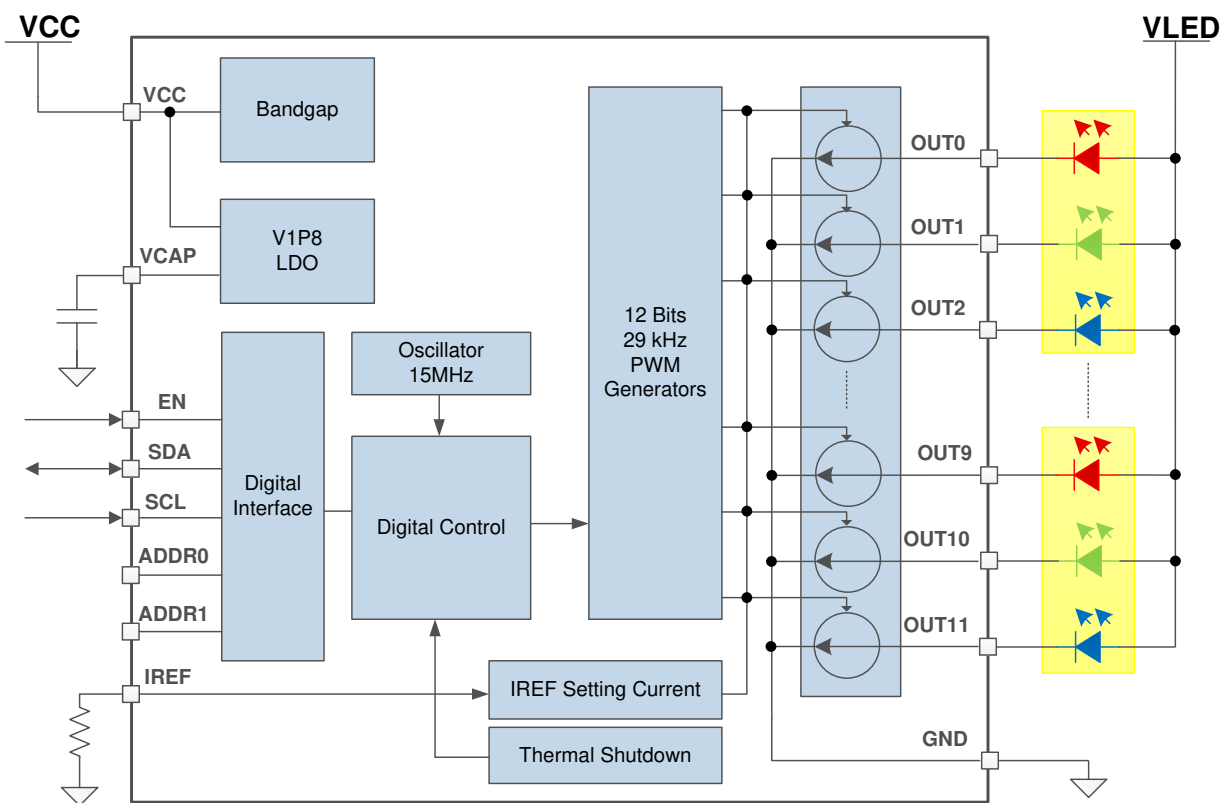 VCC
VLED
VCC
Bandgap
V1P8
LDO
VCAP
12 Bits
29 kHz
PWM
Generators
OUT0
OUT1
OUT2
OUT9
OUT10
OUT11
Oscillator
15MHz
EN
SDA
SCL
ADDR0
ADDR1
Digital
Interface
Digital Control
IREF
IREF Setting Current
Thermal Shutdown
GND